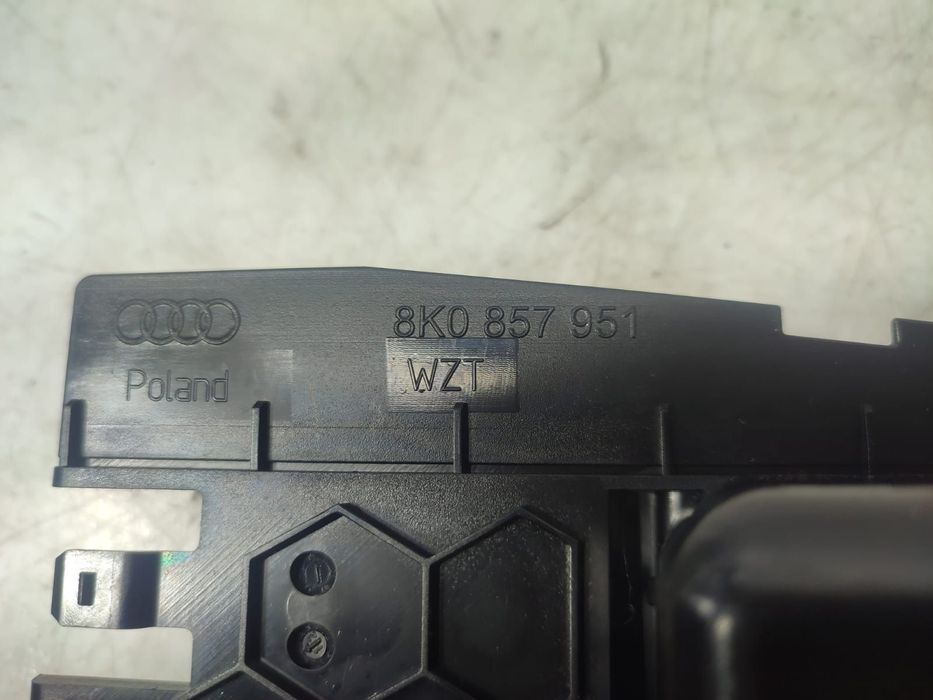 8K0 857 951
Poland
WZT